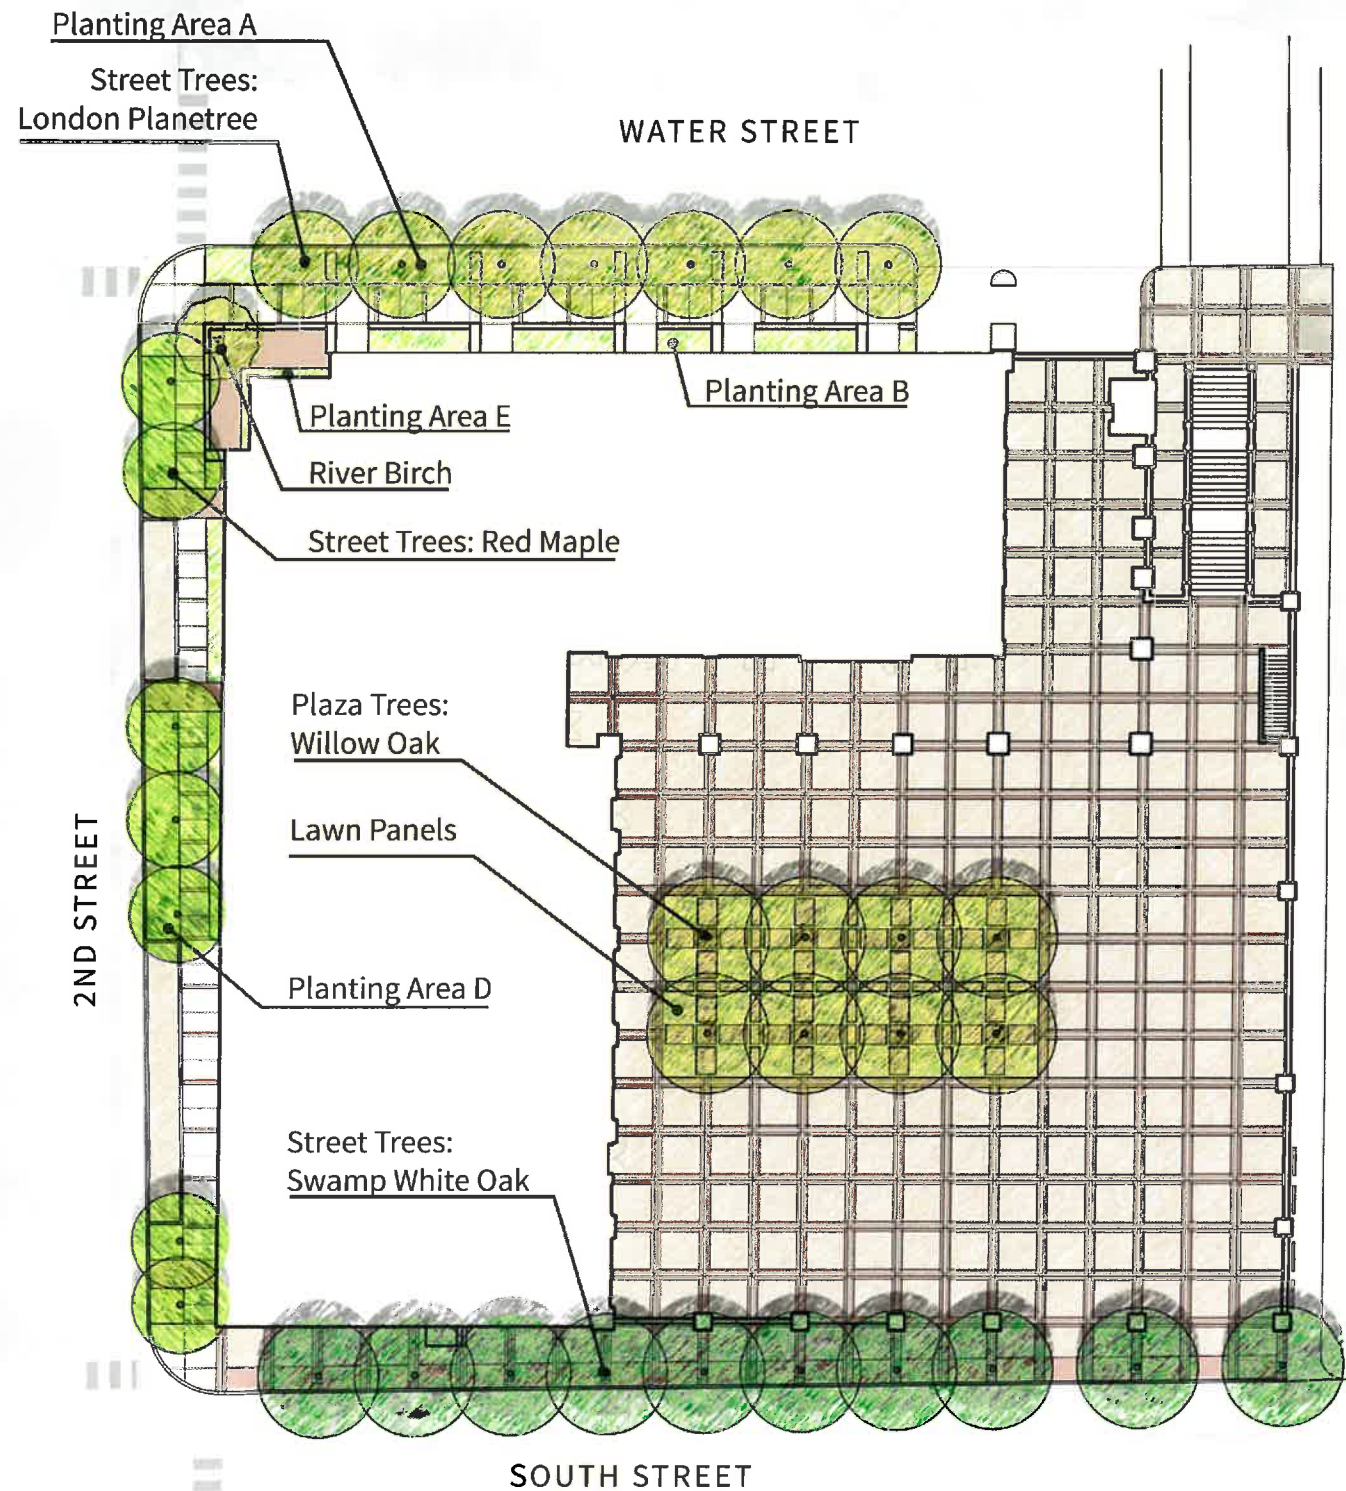 Planting Area A
Street Trees:
London Planetree
WATER STREET
Planting Area B
Planting Area E
River Birch
Street Trees: Red Maple
Plaza Trees:
Willow Oak
Lawn Panels
2ND STREET
Planting Area D
Street Trees:
Swamp White Oak
SOUTH STREET